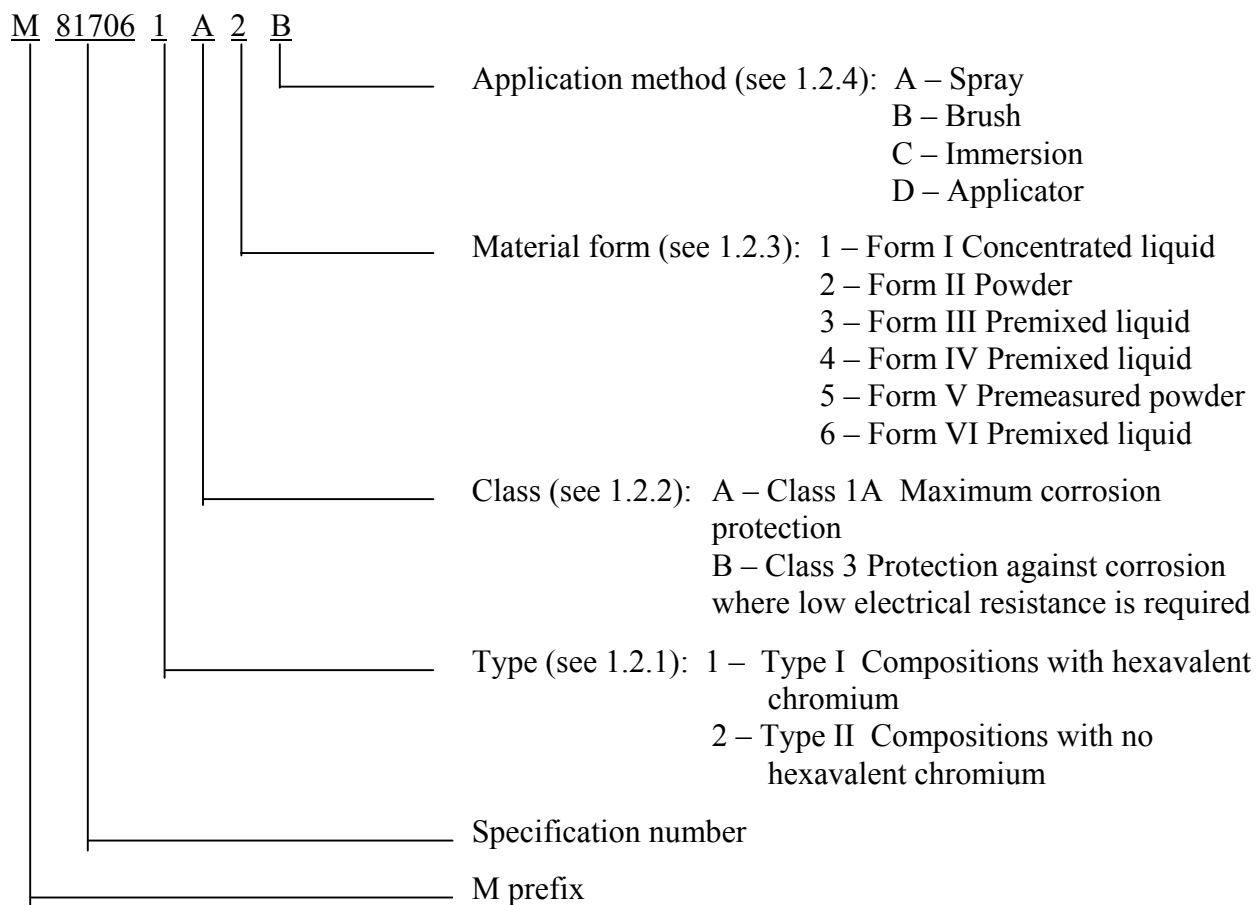 M 81706 1 A 2 B
Application method (see 1.2.4): A – Spray
B – Brush
C – Immersion
D – Applicator
Material form (see 1.2.3): 1 – Form I Concentrated liquid
2 – Form II Powder
3 – Form III Premixed liquid
4 – Form IV Premixed liquid
5 – Form V Premeasured powder
6 – Form VI Premixed liquid
Class (see 1.2.2): A – Class 1A Maximum corrosion
protection
B – Class 3 Protection against corrosion
where low electrical resistance is required
Type (see 1.2.1): 1 – Type I Compositions with hexavalent
chromium
2 – Type II Compositions with no
hexavalent chromium
Specification number
M prefix